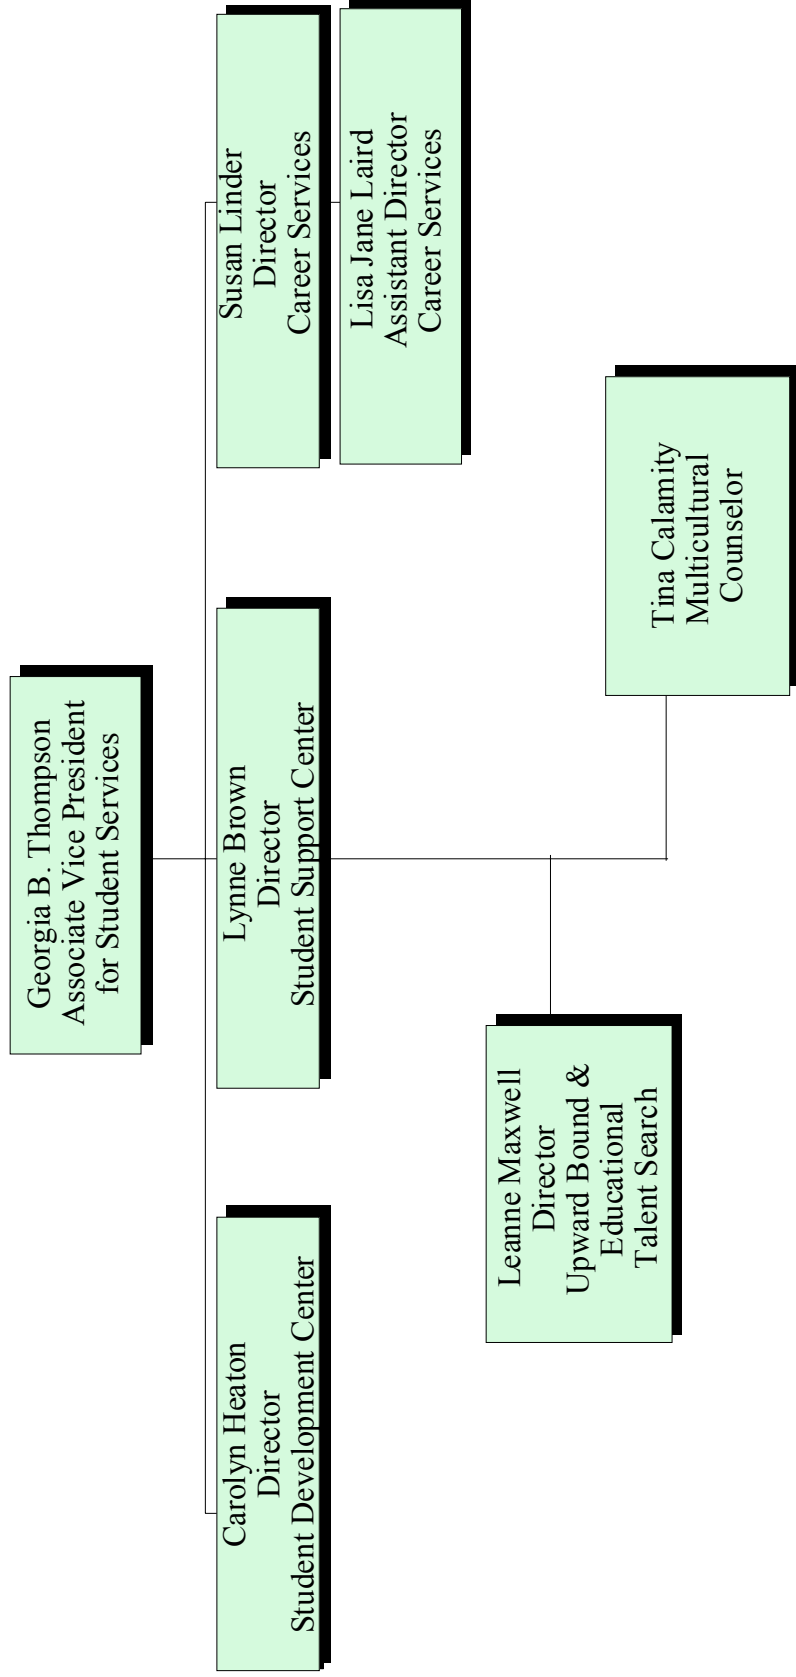 Georgia B. Thompson
Associate Vice President
for Student Services
Carolyn Heaton
Director
Student Development Center
Lynne Brown
Director
Student Support Center
Susan Linder
Director
Career Services
Lisa Jane Laird
Assistant Director
Career Services
Leanne Maxwell
Director
Upward Bound &
Educational
Talent Search
Tina Calamity
Multicultural
Counselor